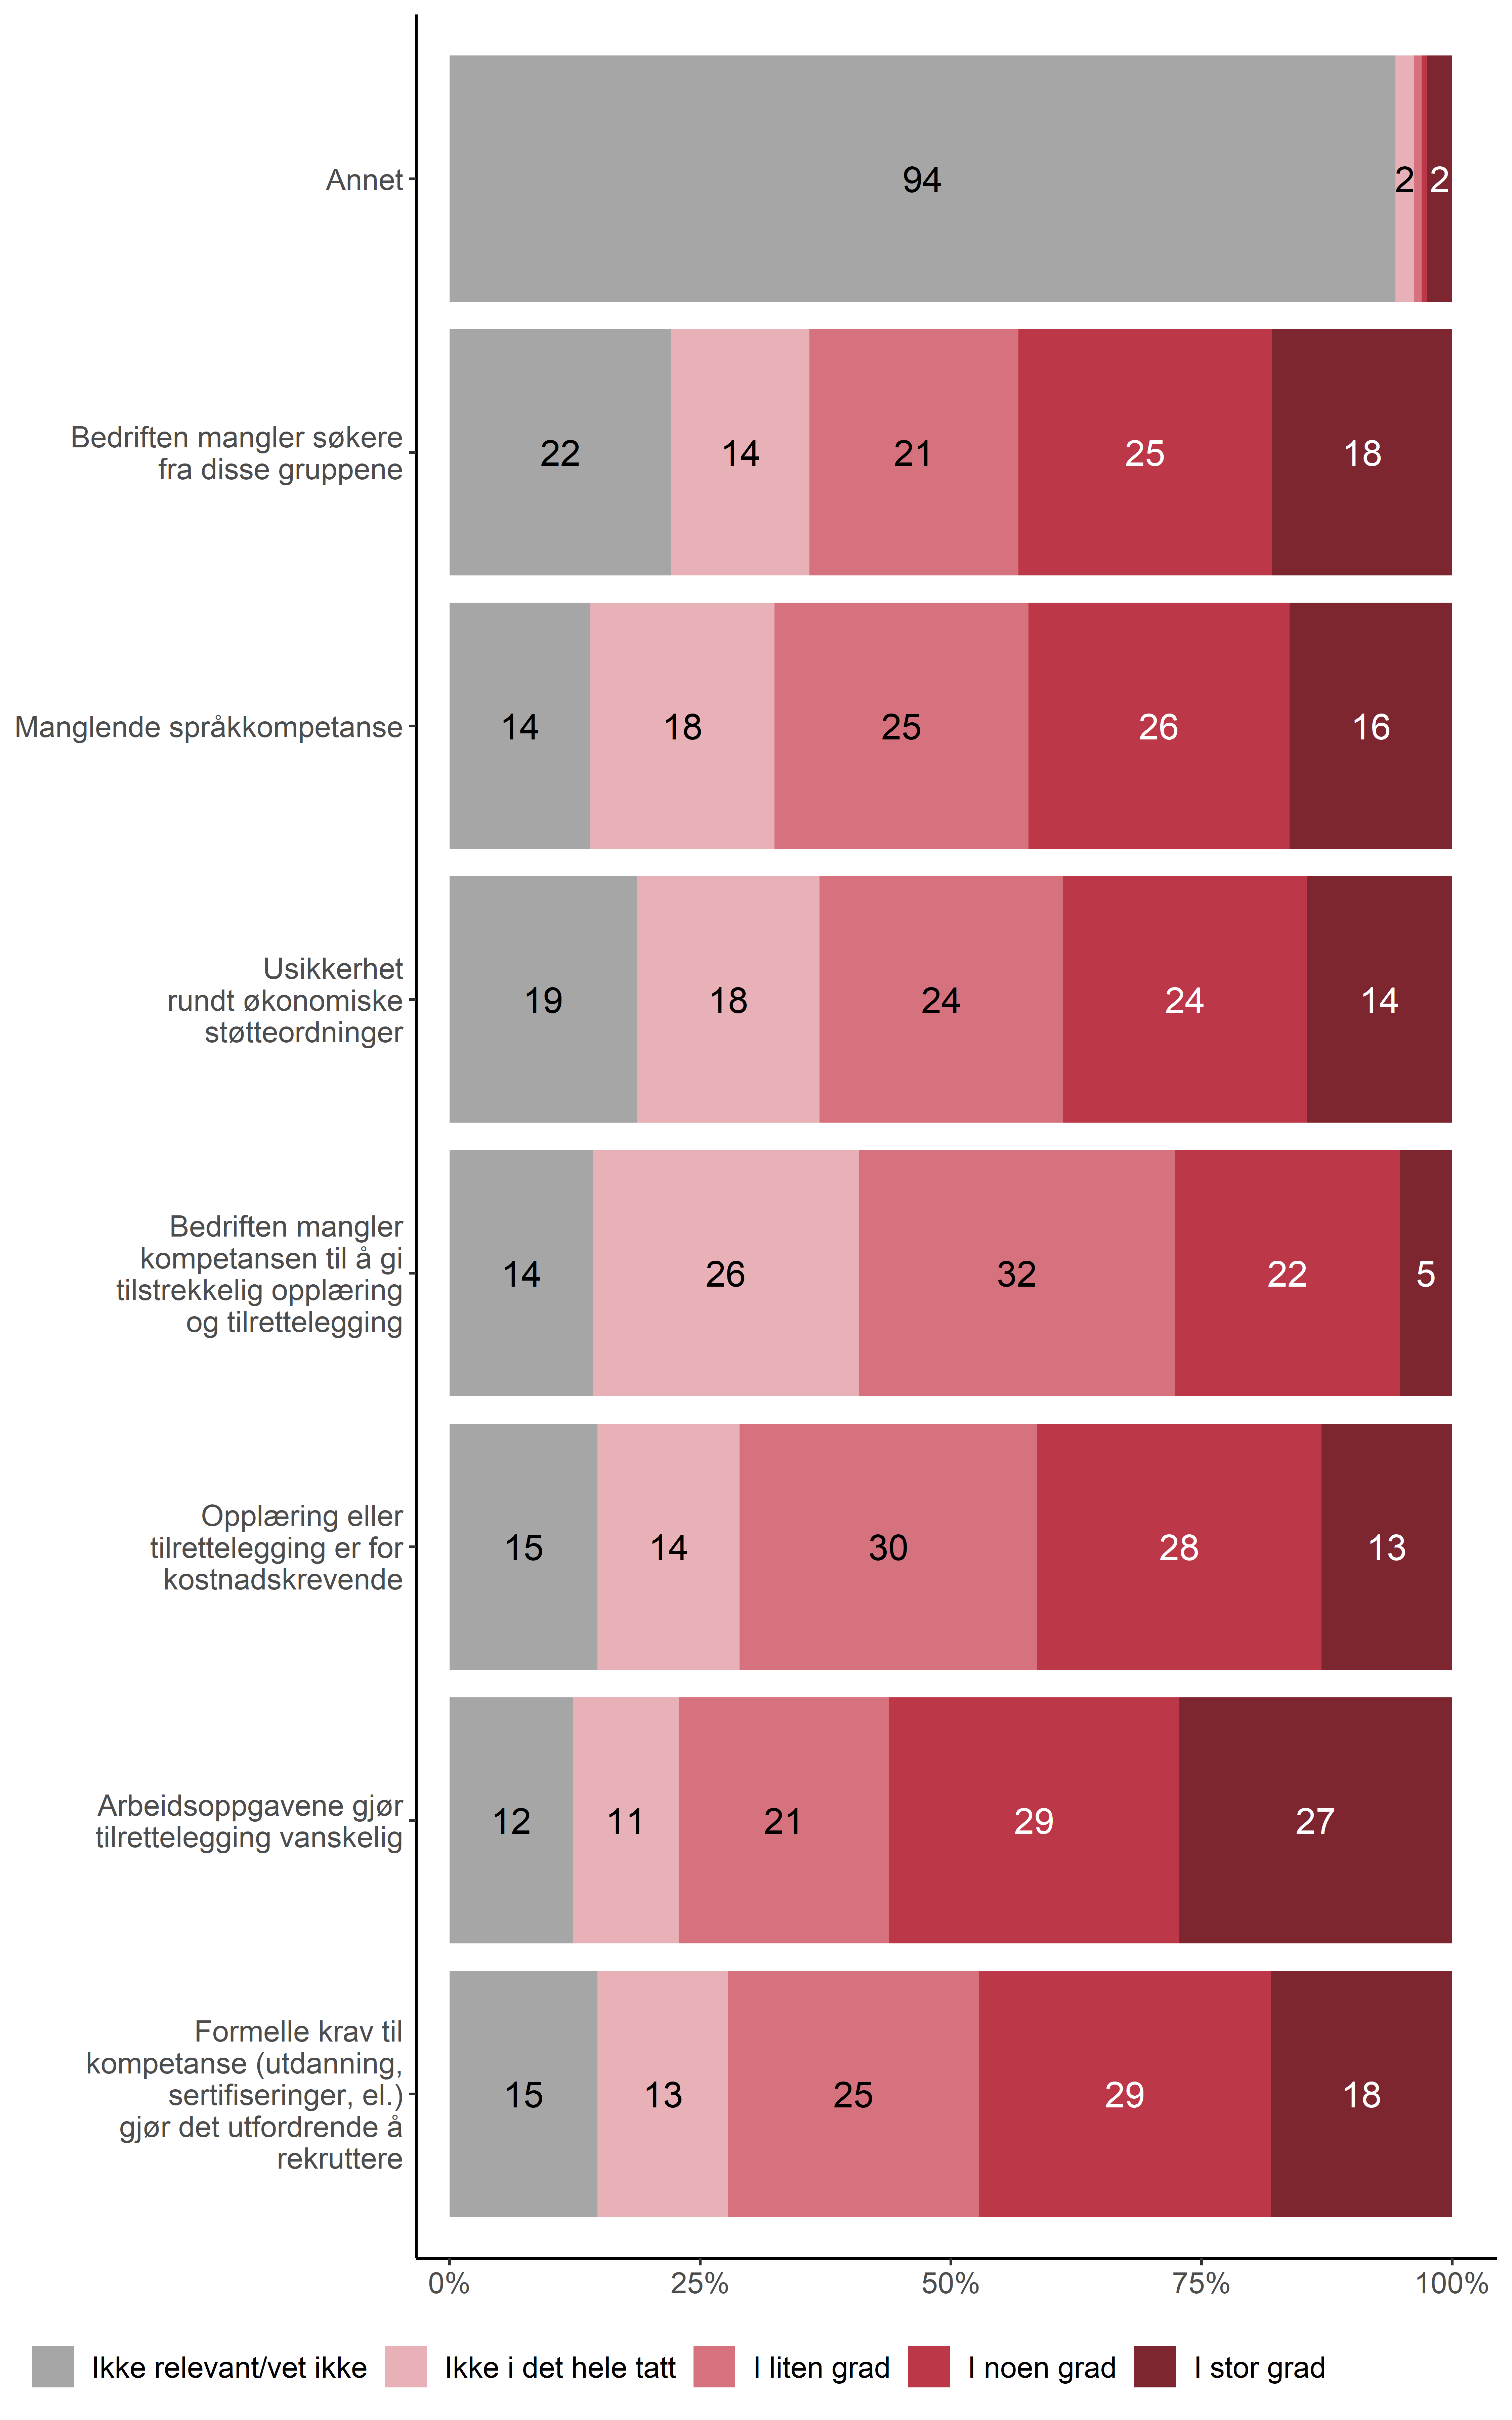 Annet
94
2
2
Bedriften mangler søkere
fra disse gruppene
22
14
21
25
18
Manglende språkkompetanse
14
18
25
26
16
Usikkerhet
rundt økonomiske
støtteordninger
19
18
24
24
14
Bedriften mangler
kompetansen til å gi
tilstrekkelig opplæring
og tilrettelegging
14
26
32
22
5
Opplæring eller
tilrettelegging er for
kostnadskrevende
15
14
30
28
13
Arbeidsoppgavene gjør
tilrettelegging vanskelig
12
11
21
29
27
Formelle krav til
kompetanse (utdanning,
sertifiseringer, el.)
gjør det utfordrende å
rekruttere
15
13
25
29
18
0%
25%
50%
75%
100%
Ikke relevant/vet ikke
Ikke i det hele tatt
I liten grad
I noen grad
I stor grad